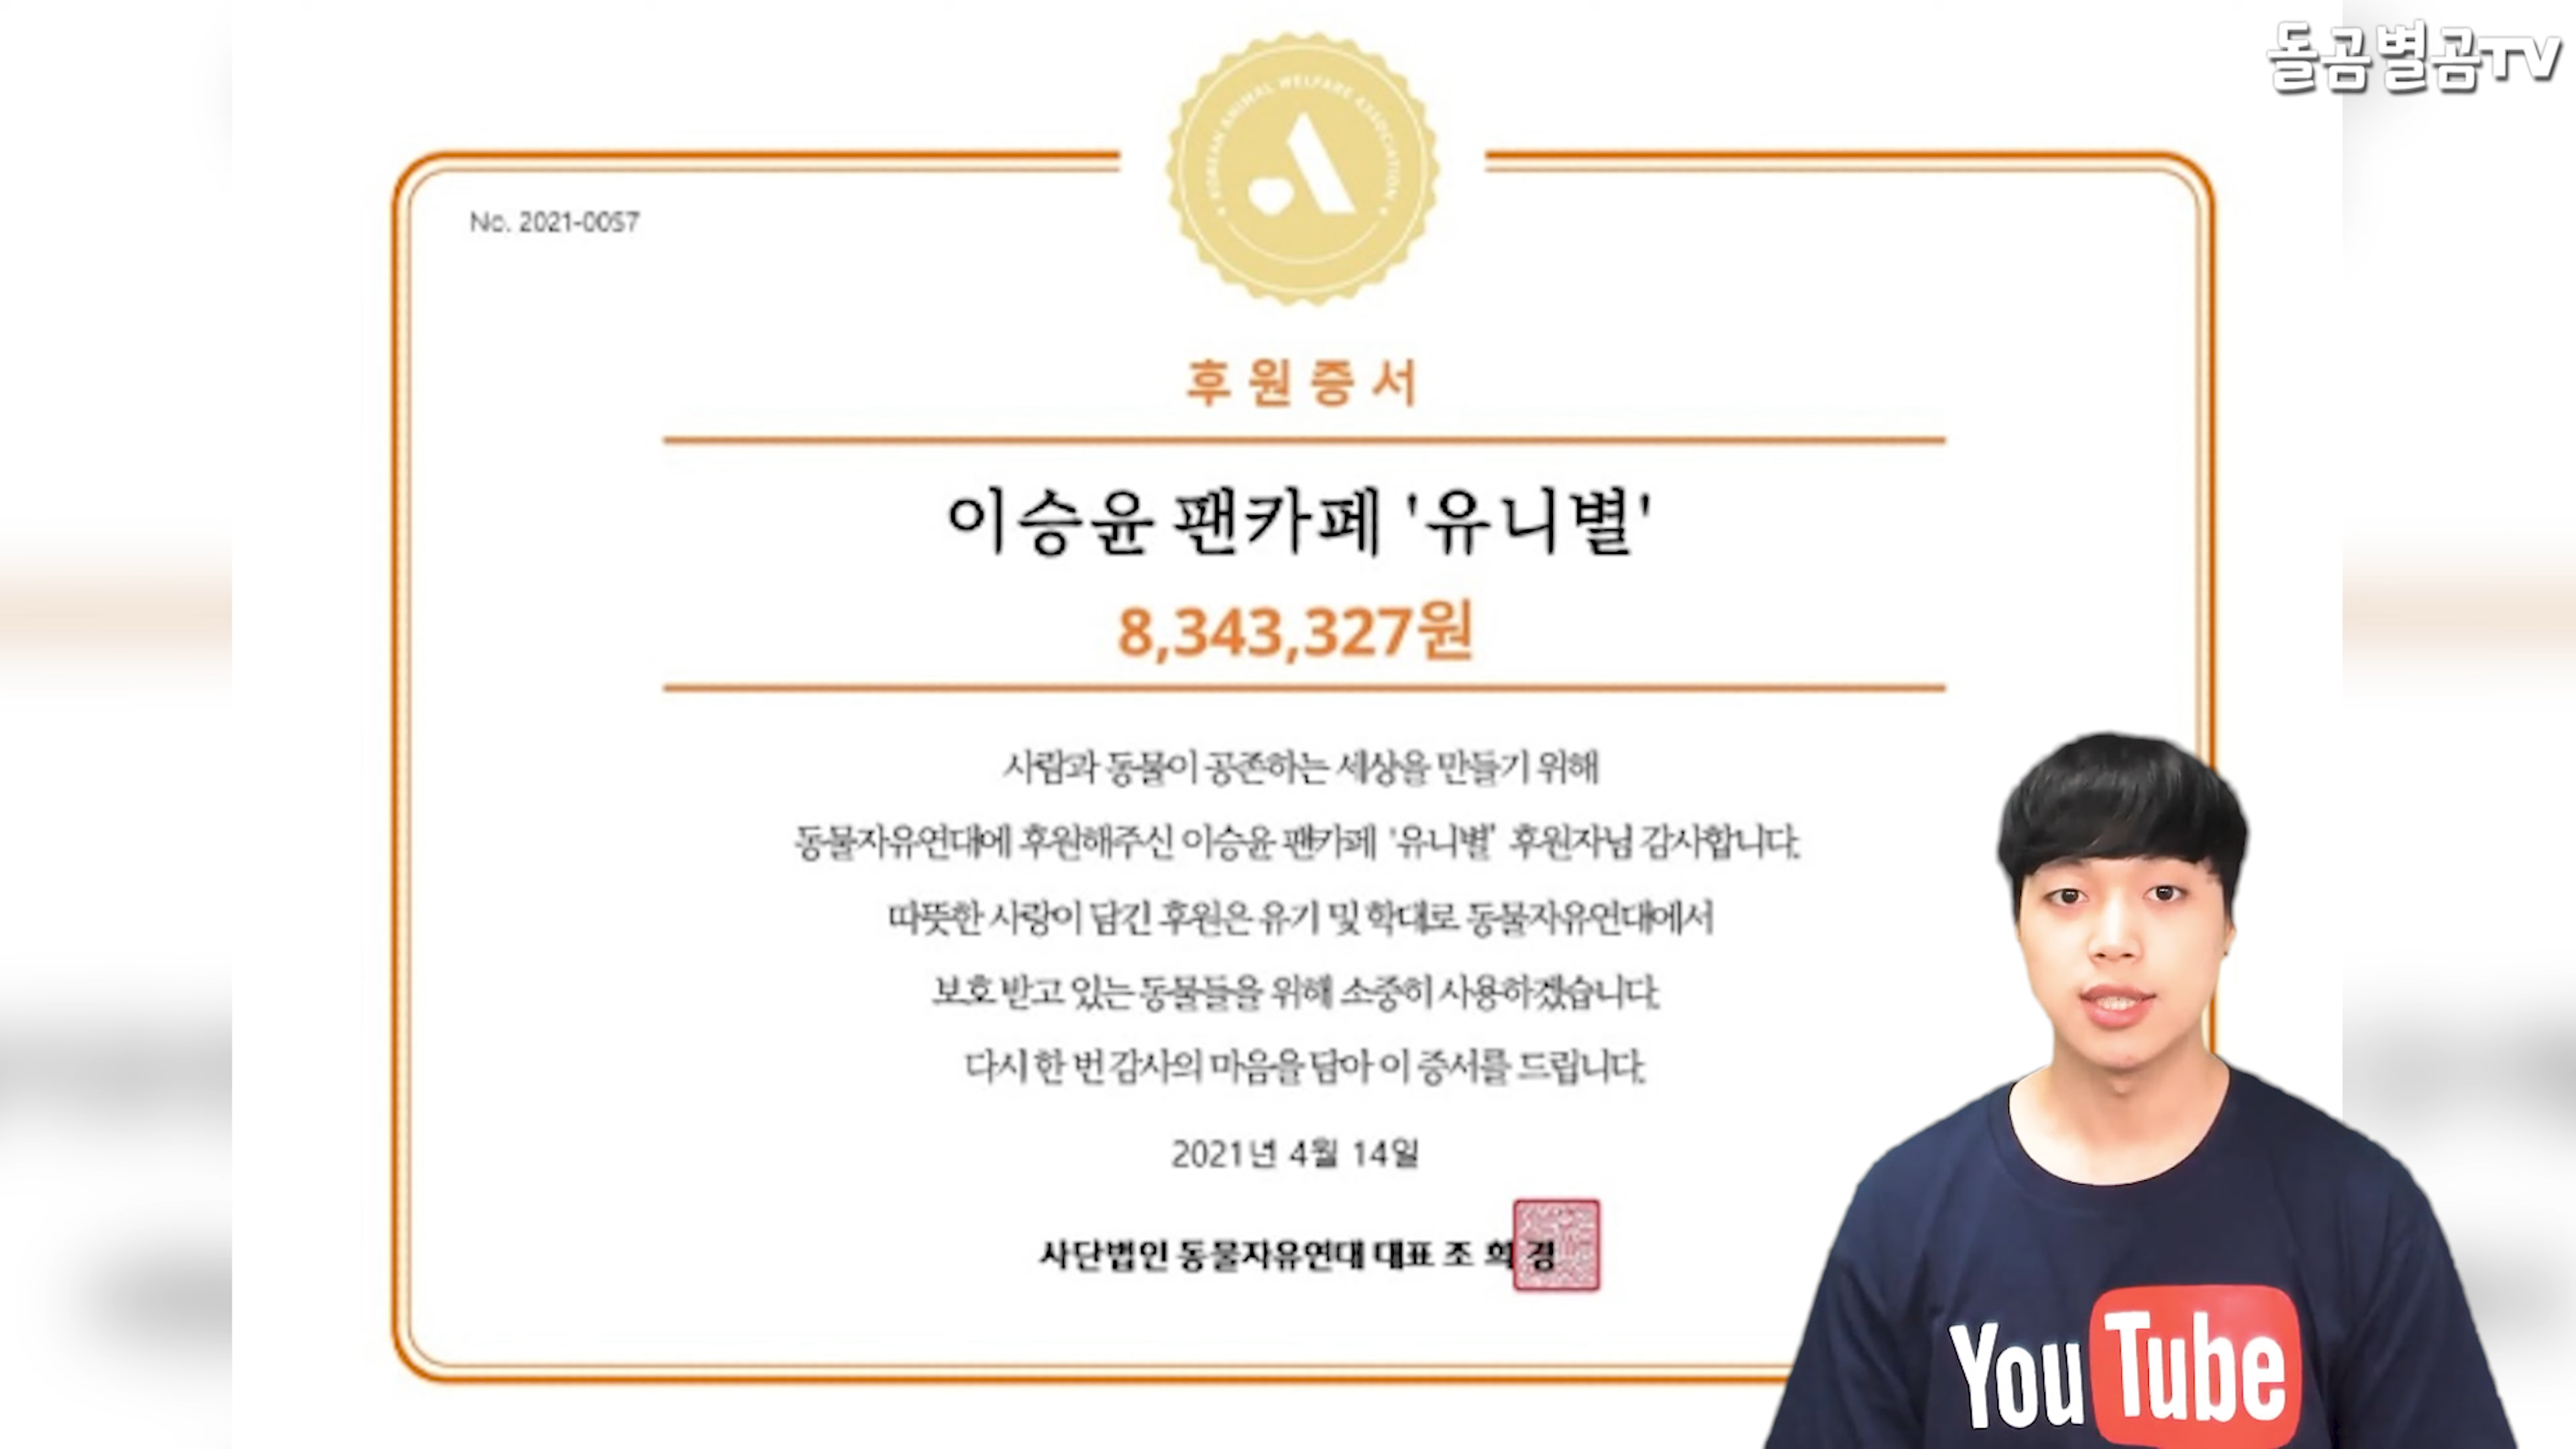 돌곰별곰TV
KOREAN ANIMAL WELFARE ASSOCIATION
No. 2021-0057
후원증서
이승윤 팬카페 '유니별'
8,343,327원
사람과 동물이 공존하는 세상을 만들기 위해
동물자유연대에 후원해주신 이승윤 팬카페 '유니별' 후원자님 감사합니다.
따뜻한 사랑이 담긴 후원은 유기 및 학대로 동물자유연대에서
보호 받고 있는 동물들을 위해 소중히 사용하겠습니다.
다시 한 번 감사의 마음을 담아 이 증서를 드립니다.
2021년 4월 14일
사단법인 동물자유연대 대표 조 희 경
YouTube